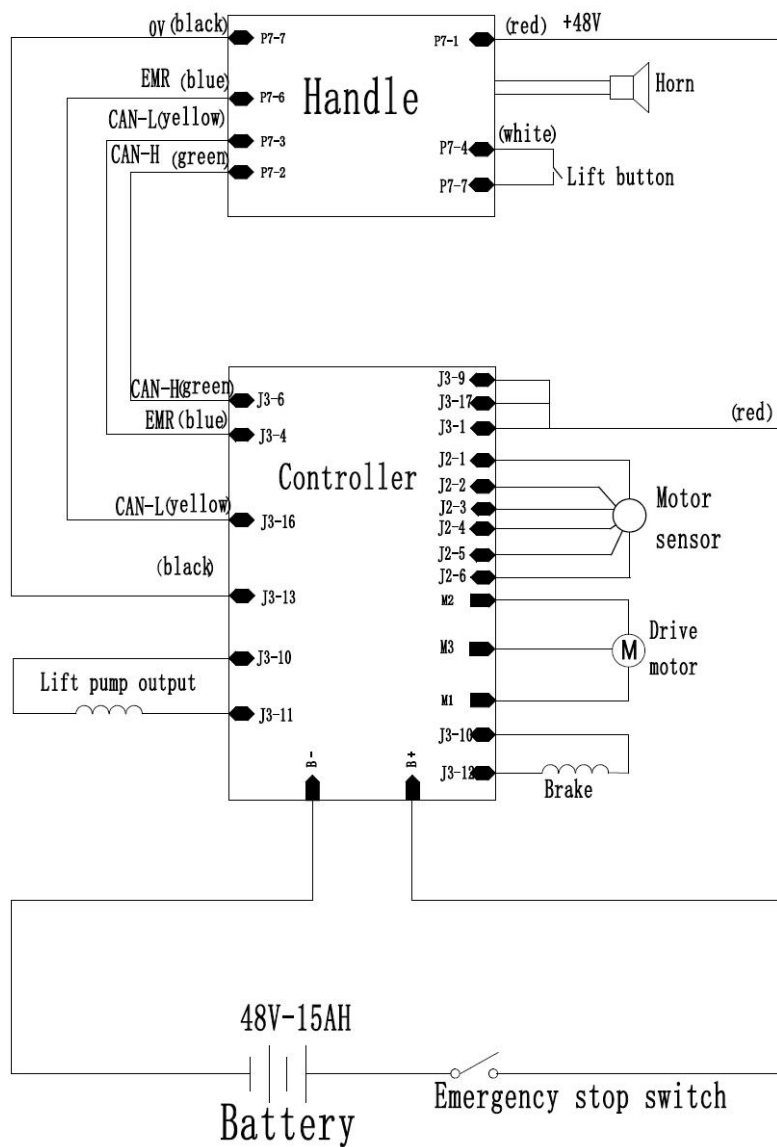 0V (black)
P7-7
P7-1
(red) +48V
EMR (blue)
P7-6
Handle
Horn
CAN-L(yellow)
P7-3
(white)
P7-4
CAN-H (green)
P7-2
P7-7
Lift button
CAN-H(green)
J3-6
J3-9
J3-17
EMR(blue)
J3-4
J3-1
(red)
Controller
J2-1
J2-2
J2-3
Motor
CAN-L(yellow)
J3-16
J2-4
sensor
J2-5
(black)
J2-6
J3-13
M2
Drive
M3
M
motor
J3-10
Lift pump output
M1
J3-11
J3-10
B-
B+
J3-12
Brake
48V-15AH
Emergency stop switch
Battery